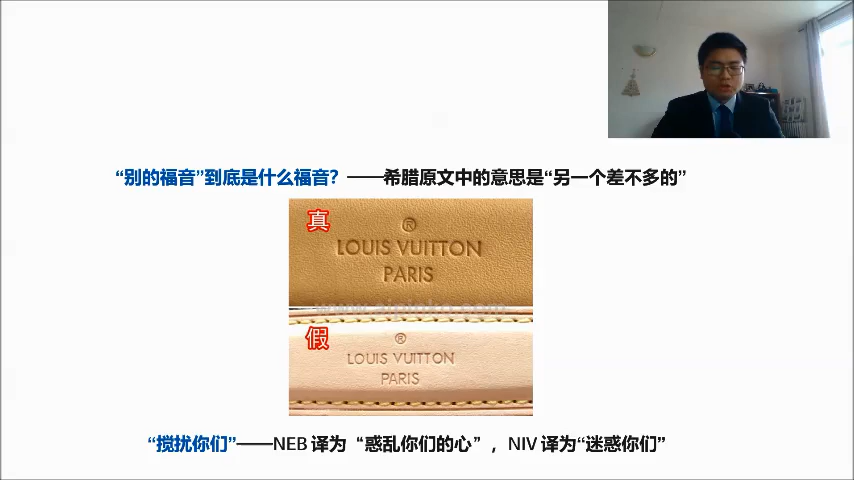 “别的福音”到底是什么福音？——希腊原文中的意思是“另一个差不多的”
真
®
LOUIS VUITTON
PARIS
假
®
LOUIS VUITTON
PARIS
“搅扰你们”——NEB 译为“惑乱你们的心”，NIV 译为“迷惑你们”